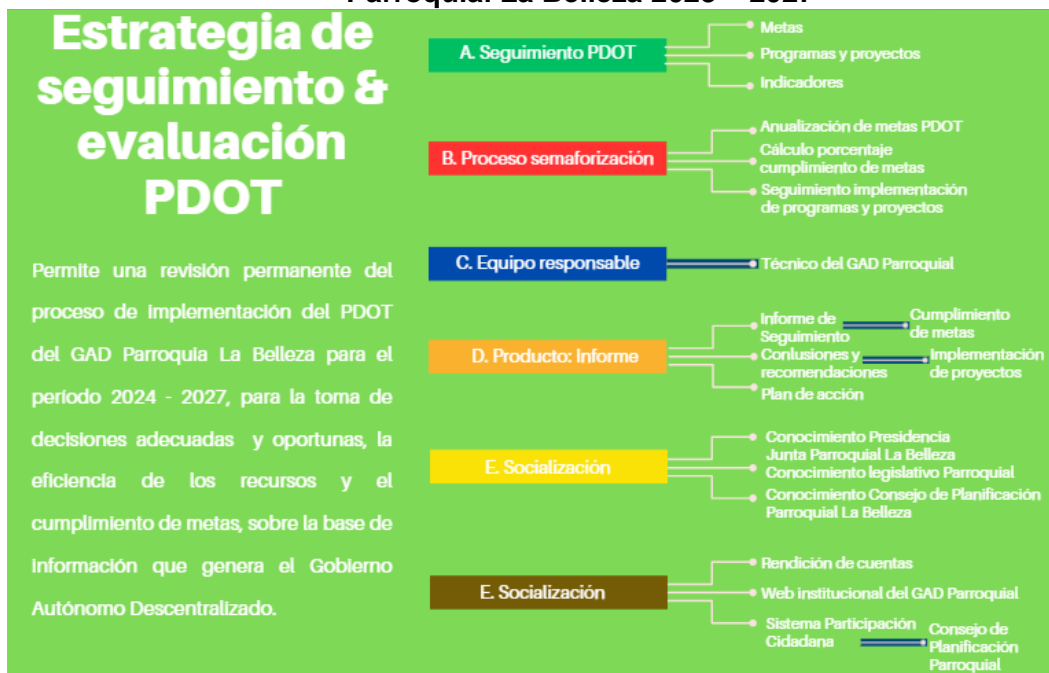 Estrategia de
seguimiento &
evaluación
PDOT
Permite una revisión permanente del
proceso de implementación del PDOT
del GAD Parroquia La Belleza para el
período 2024 - 2027, para la toma de
decisiones adecuadas y oportunas, la
eficiencia de los recursos y el
cumplimiento de metas, sobre la base de
información que genera el Gobierno
Autónomo Descentralizado.
A. Seguimiento PDOT
Metas
Programas y proyectos
Indicadores
B. Proceso semaforización
Anualización de metas PDOT
Cálculo porcentaje
cumplimiento de metas
Seguimiento implementación
de programas y proyectos
C. Equipo responsable
Técnico del GAD Parroquial
D. Producto: Informe
Informe de
Seguimiento
Cumplimiento
de metas
Conlusiones y
recomendaciones
Implementación
de proyectos
Plan de acción
E. Socialización
Conocimiento Presidencia
Junta Parroquial La Belleza
Conocimiento legislativo Parroquial
Conocimiento Consejo de Planificación
Parroquial La Belleza
E. Socialización
Rendición de cuentas
Web institucional del GAD Parroquial
Sistema Participación
Cidadana
Consejo de
Planificación
Parroquial